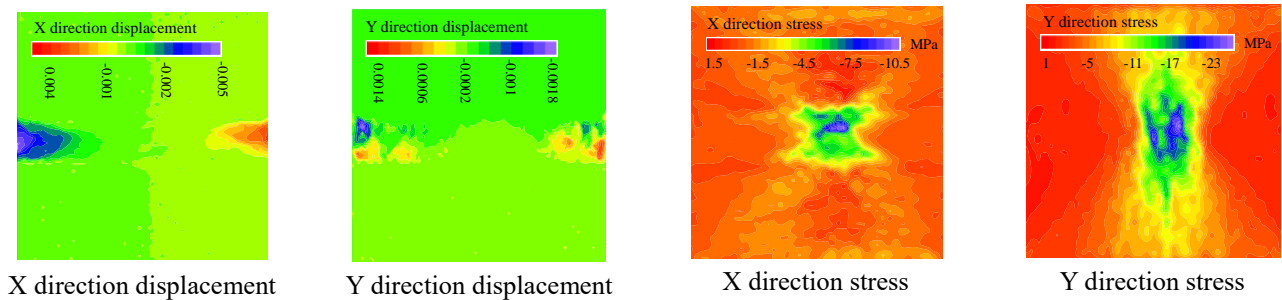 X direction displacement
0.004 -0.001 -0.002 -0.005
X direction displacement
Y direction displacement
0.0014 0.0006 -0.0002 -0.001 -0.0018
Y direction displacement
X direction stress
MPa
1.5 -1.5 -4.5 -7.5 -10.5
X direction stress
Y direction stress
MPa
1 -5 -11 -17 -23
Y direction stress